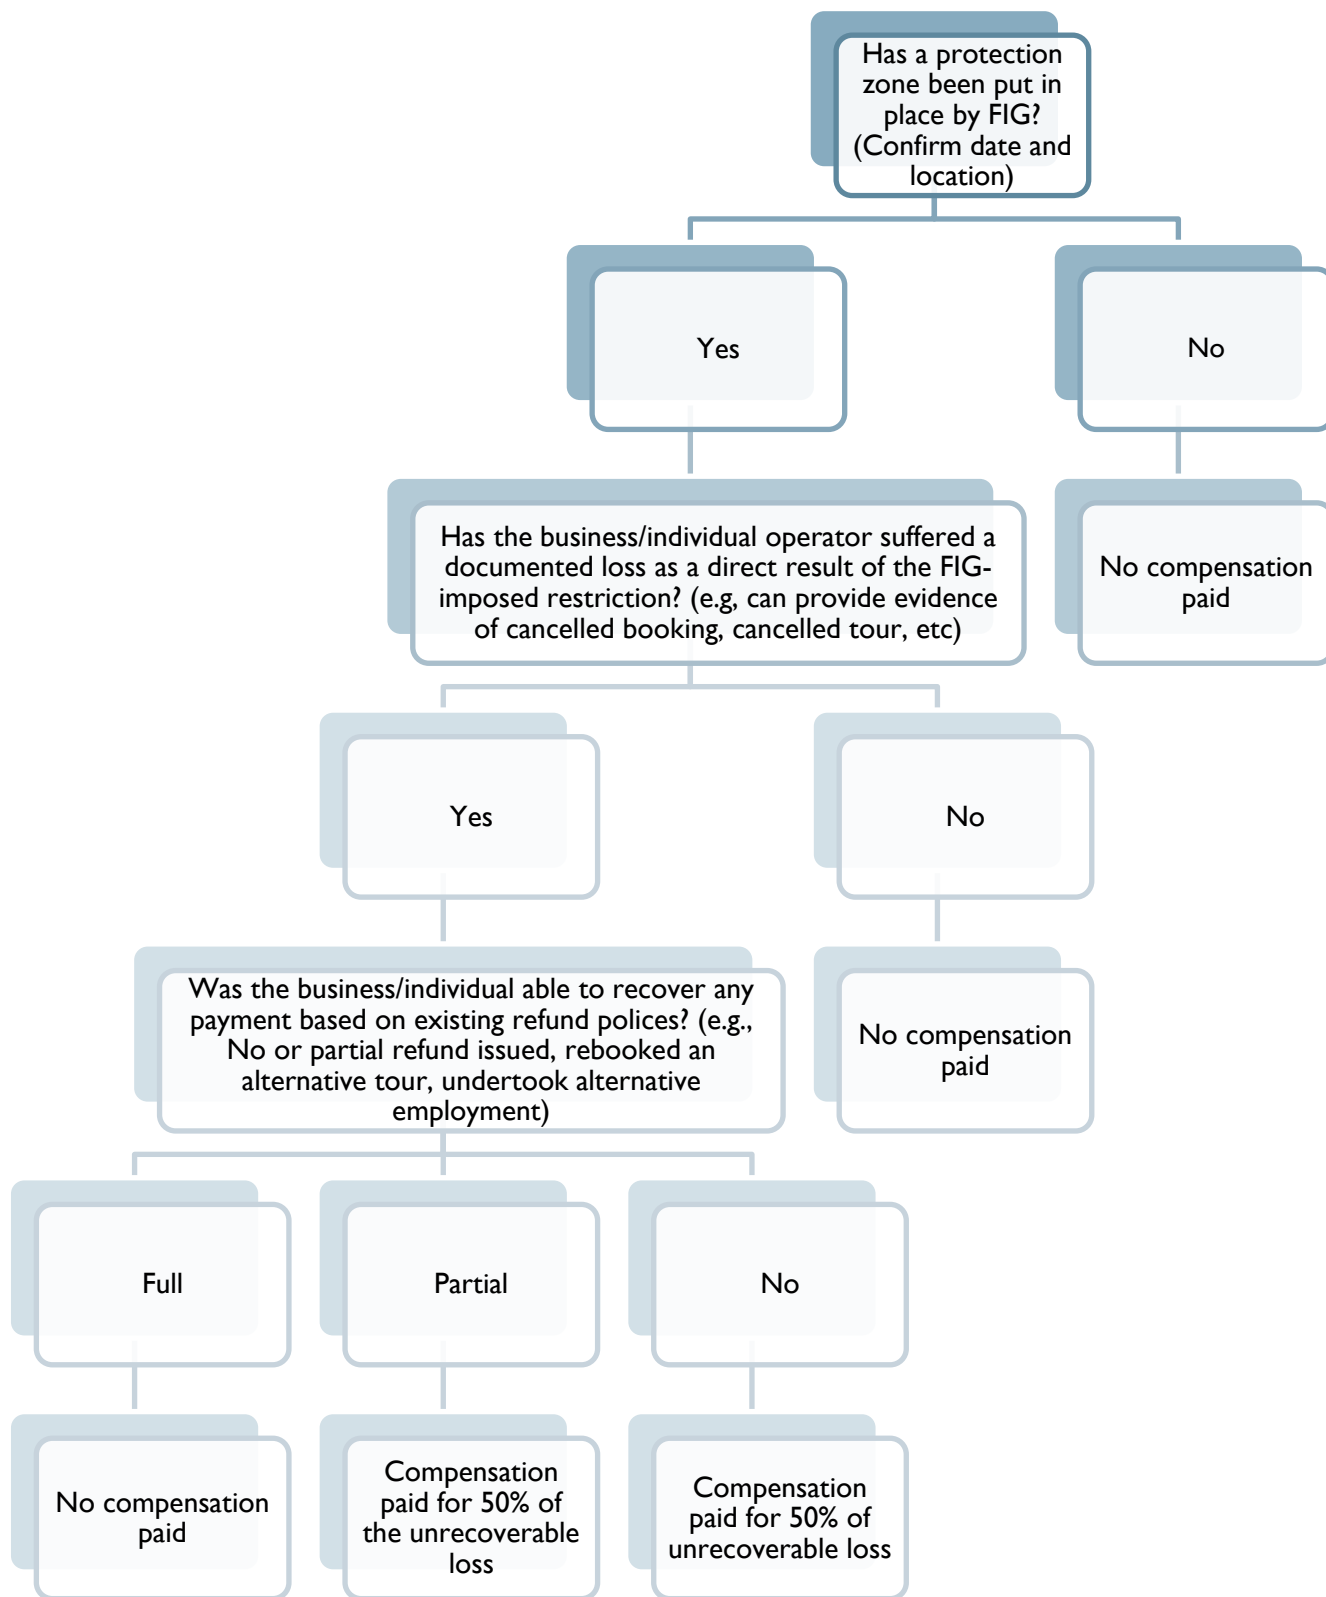 Has a protection
zone been put in
place by FIG?
(Confirm date and
location)
Yes
No
Has the business/individual operator suffered a
documented loss as a direct result of the FIG-
imposed restriction? (e.g, can provide evidence
of cancelled booking, cancelled tour, etc)
No compensation
paid
Yes
No
Was the business/individual able to recover any
payment based on existing refund polices? (e.g.,
No or partial refund issued, rebooked an
alternative tour, undertook alternative
employment)
No compensation
paid
Full
Partial
No
No compensation
paid
Compensation
paid for 50% of
the unrecoverable
loss
Compensation
paid for 50% of
unrecoverable loss